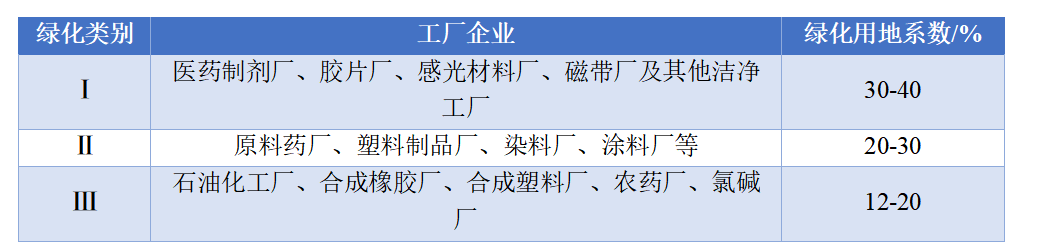 绿化类别 工厂企业 绿化用地系数/%
医药制剂厂、胶片厂、感光材料厂、磁带厂及其他洁净
Ⅰ 工厂 30-40
Ⅱ 原料药厂、塑料制品厂、染料厂、涂料厂等 20-30
石油化工厂、合成橡胶厂、合成塑料厂、农药厂、氯碱
Ⅲ 厂 12-20